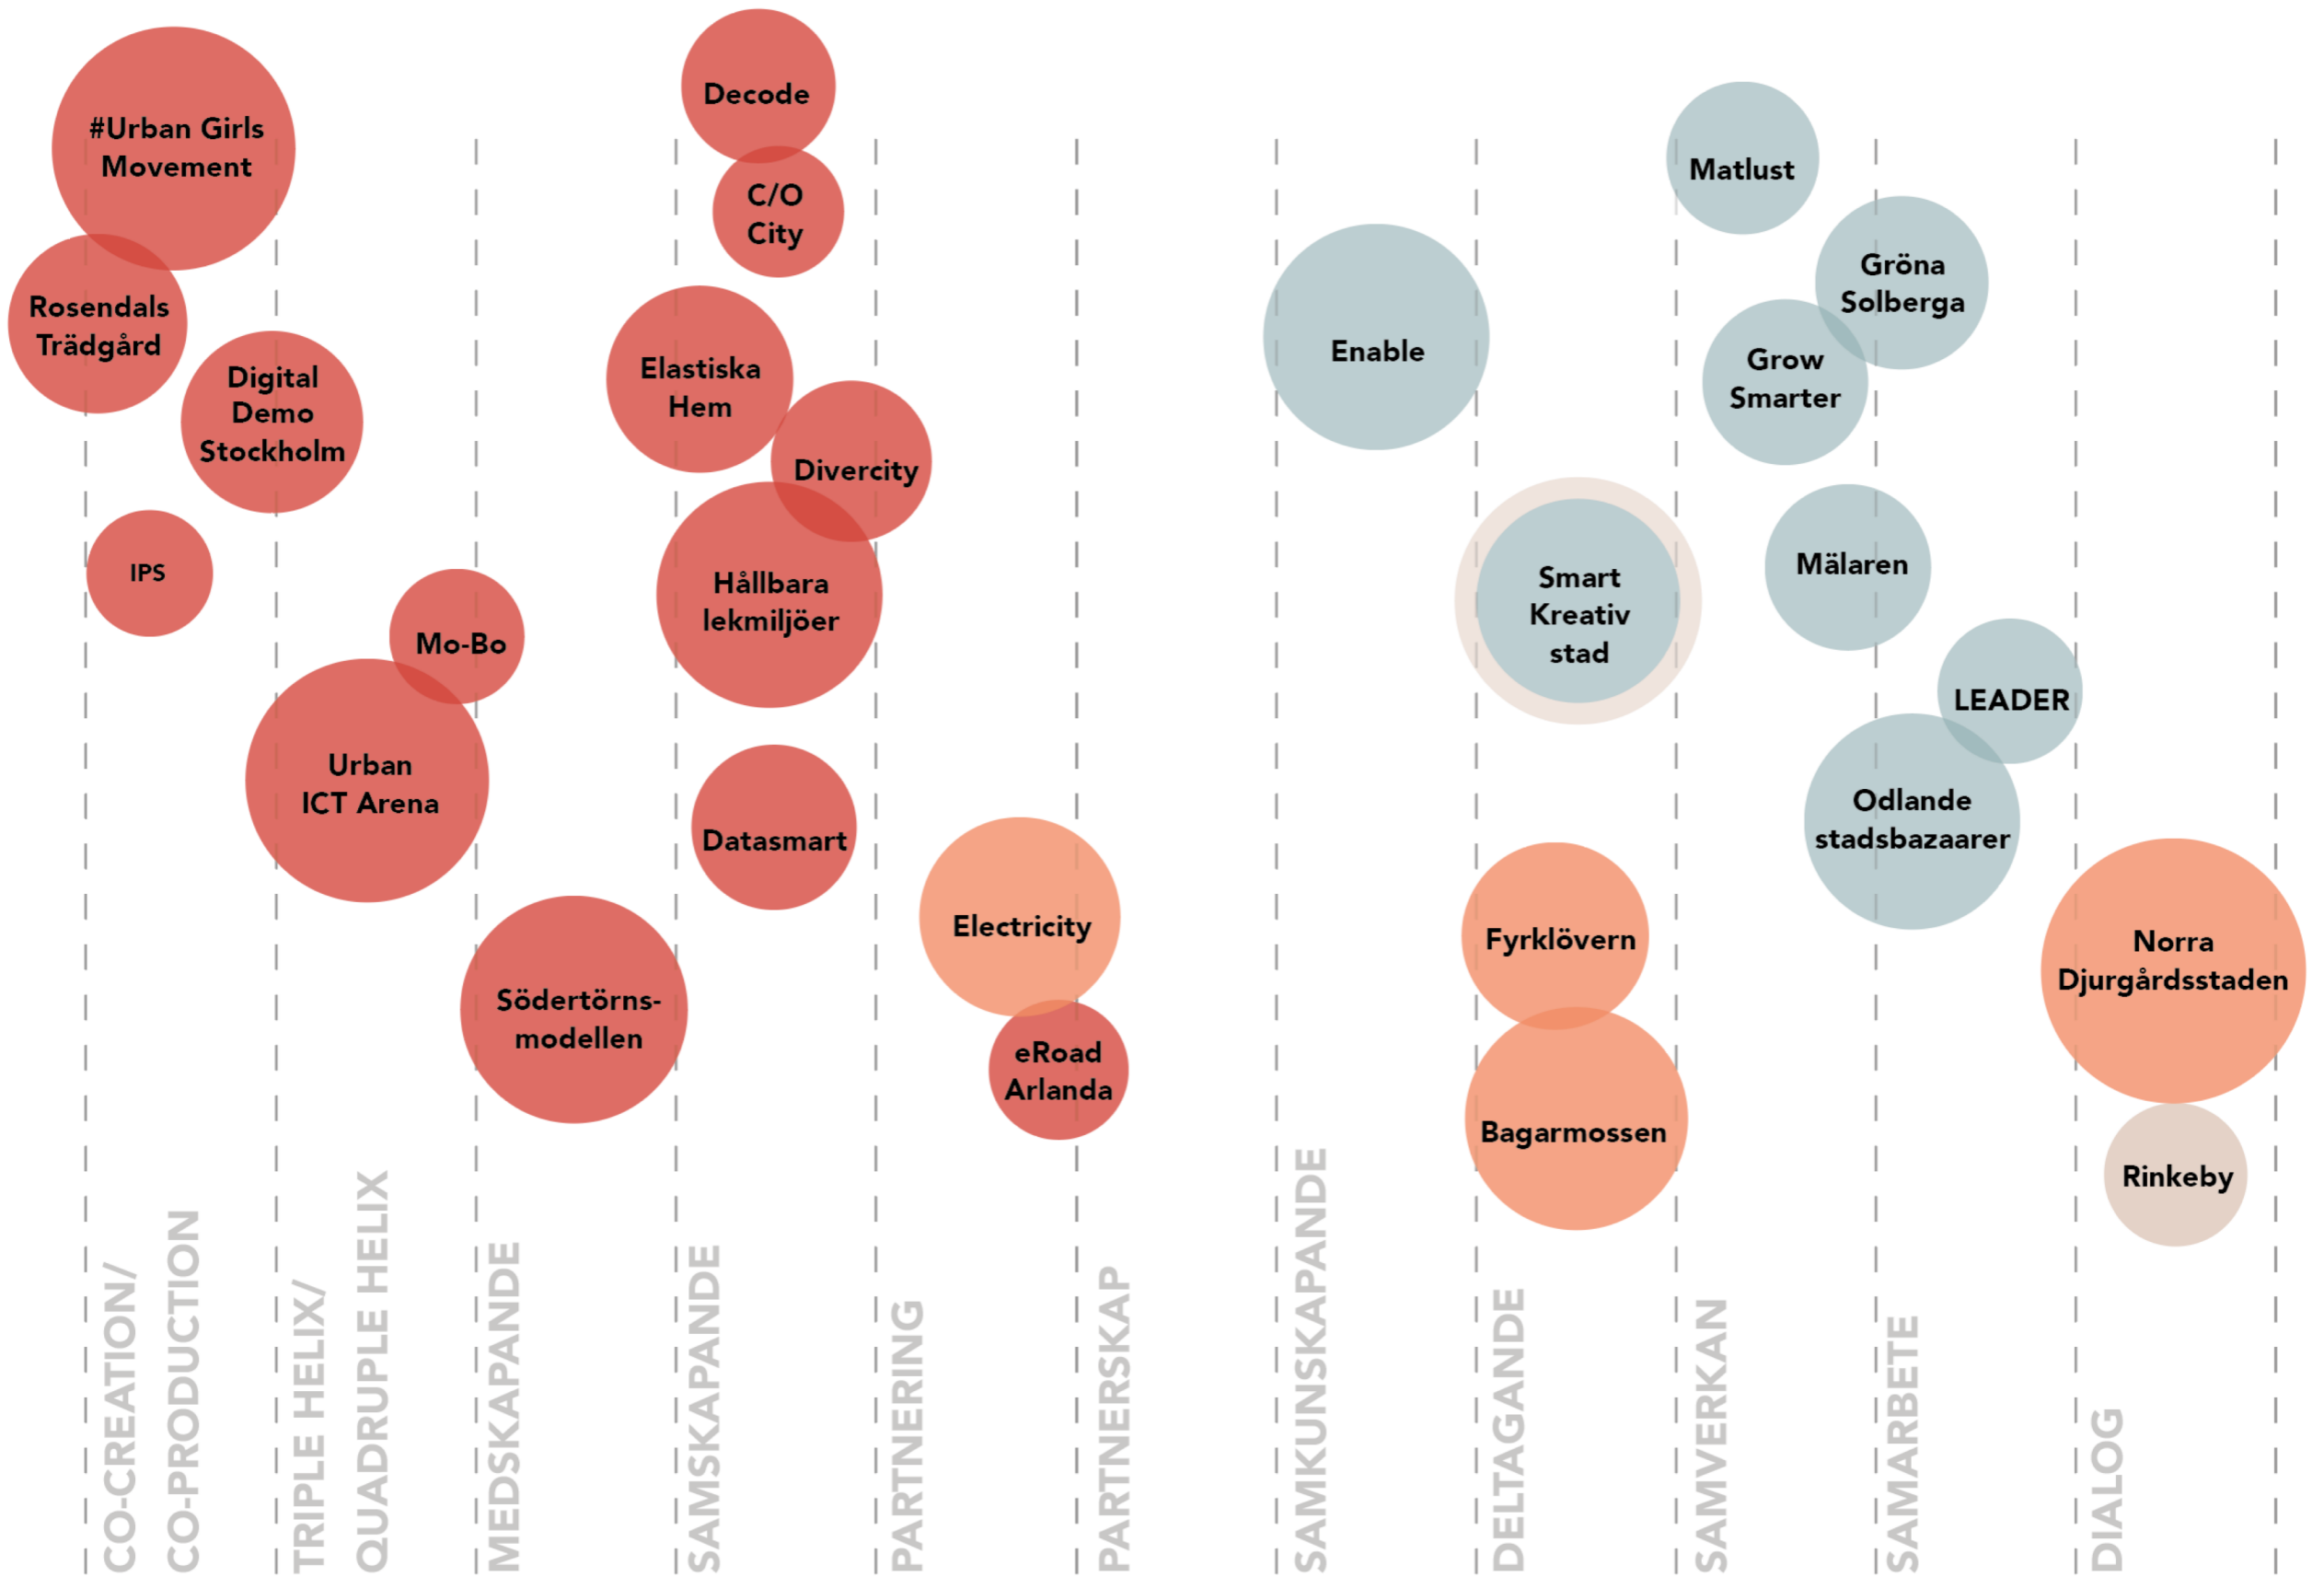 #Urban Girls
Movement
Rosendals
Trädgård
Digital
Demo
Stockholm
IPS
Mo-Bo
Urban
ICT Arena
Södertörns-
modellen
Decode
C/O
City
Elastiska
Hem
Divercity
Hållbara
lekmiljöer
Datasmart
Electricity
eRoad
Arlanda
Enable
Smart
Kreativ
stad
Fyrklövern
Bagarmossen
Matlust
Gröna
Solberga
Grow
Smarter
Mälaren
LEADER
Odlande
stadsbazaarer
Norra
Djurgårdsstaden
Rinkeby
CO-CREATION/
CO-PRODUCTION
TRIPLE HELIX/
QUADRUPLE HELIX
MEDSKAPANDE
SAMSKAPANDE
PARTNERING
PARTNERSKAP
SAMKUNSKAPANDE
DELTAGANDE
SAMVERKAN
SAMARBETE
DIALOG